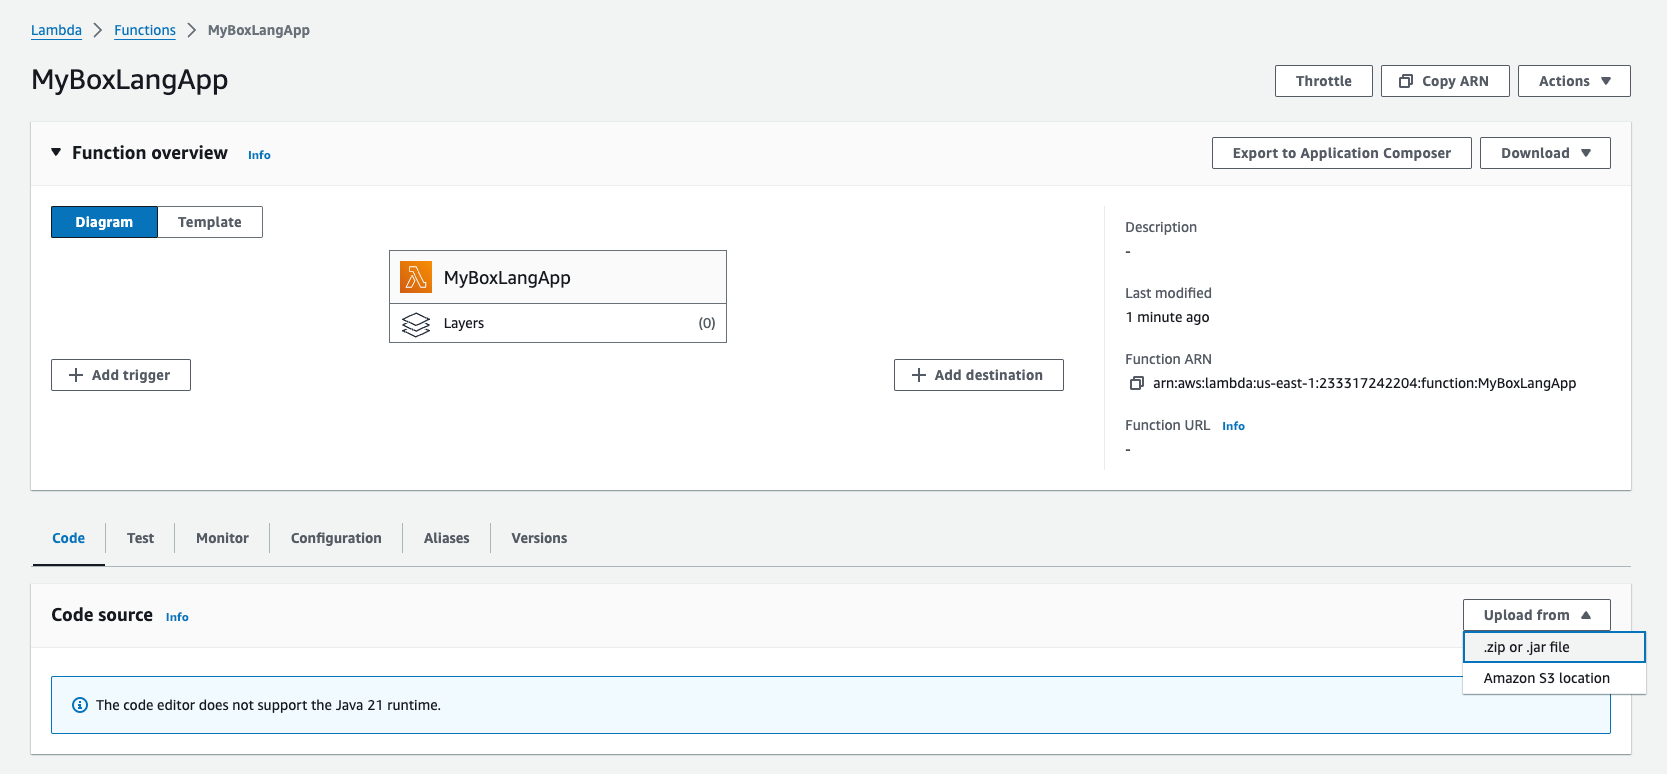 Lambda > Functions > MyBoxLangApp
MyBoxLangApp
Throttle
Copy ARN
Actions
Function overview Info
Export to Application Composer
Download
Diagram
Template
MyBoxLangApp
Layers (0)
Add trigger
Add destination
Description
-
Last modified
1 minute ago
Function ARN
arn:aws:lambda:us-east-1:233317242204:function:MyBoxLangApp
Function URL Info
-
Code
Test
Monitor
Configuration
Aliases
Versions
Code source Info
Upload from
.zip or .jar file
Amazon S3 location
The code editor does not support the Java 21 runtime.